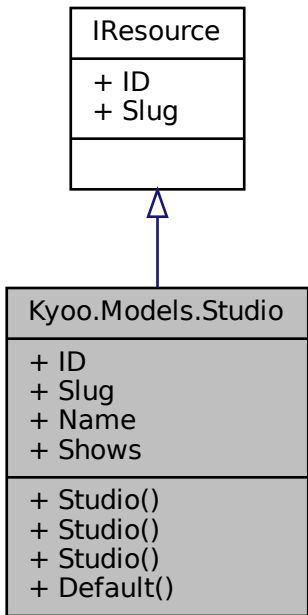 IResource
+ ID
+ Slug
Kyoo.Models.Studio
+ ID
+ Slug
+ Name
+ Shows
+ Studio()
+ Studio()
+ Studio()
+ Default()